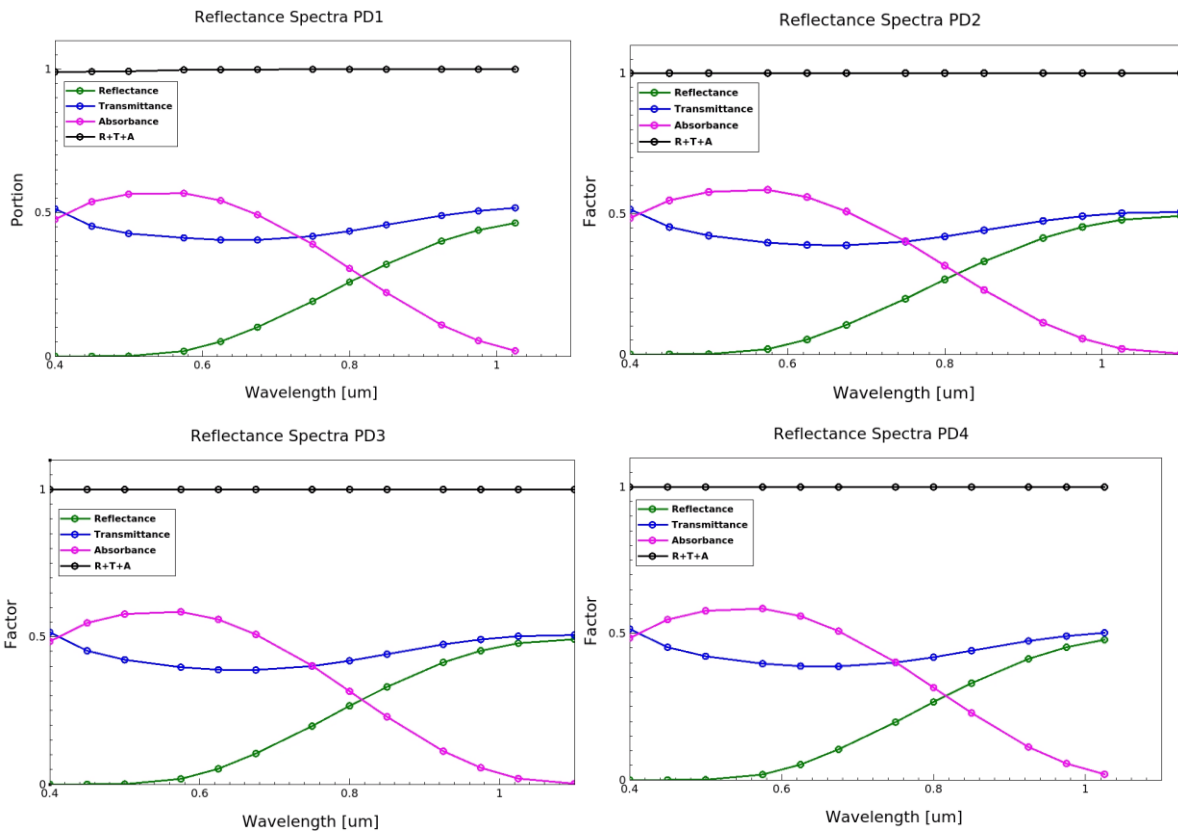 Reflectance Spectra PD1
1
Reflectance
Transmittance
Absorbance
R+T+A
Portion
0.5
0
0.4
0.6
0.8
1
Wavelength [um]
Reflectance Spectra PD2
1
Reflectance
Transmittance
Absorbance
R+T+A
Factor
0.5
0
0.4
0.6
0.8
1
Wavelength [um]
Reflectance Spectra PD3
1
Reflectance
Transmittance
Absorbance
R+T+A
Factor
0.5
0
0.4
0.6
0.8
1
Wavelength [um]
Reflectance Spectra PD4
1
Reflectance
Transmittance
Absorbance
R+T+A
Factor
0.5
0
0.4
0.6
0.8
1
Wavelength [um]